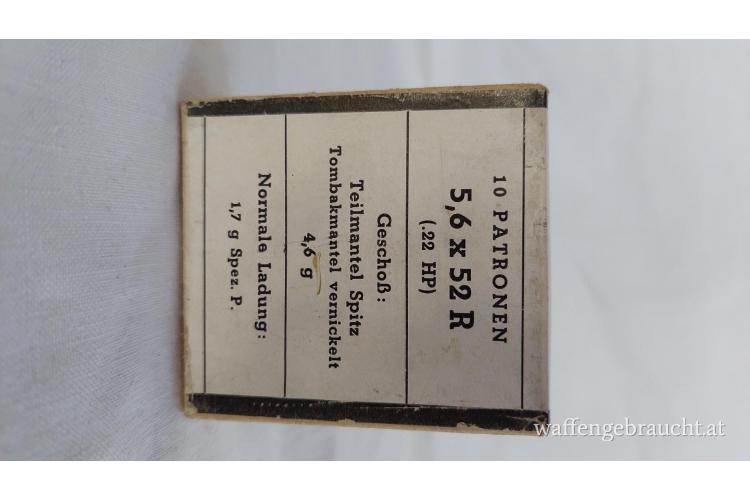 10 PATRONEN
5,6 x 52 R
(.22 HP)
Geschoß:
Teilmantel Spitz
Tombakmantel vernickelt
4,6 g
Normale Ladung:
1,7 g Spez. P.
waffengebraucht.at